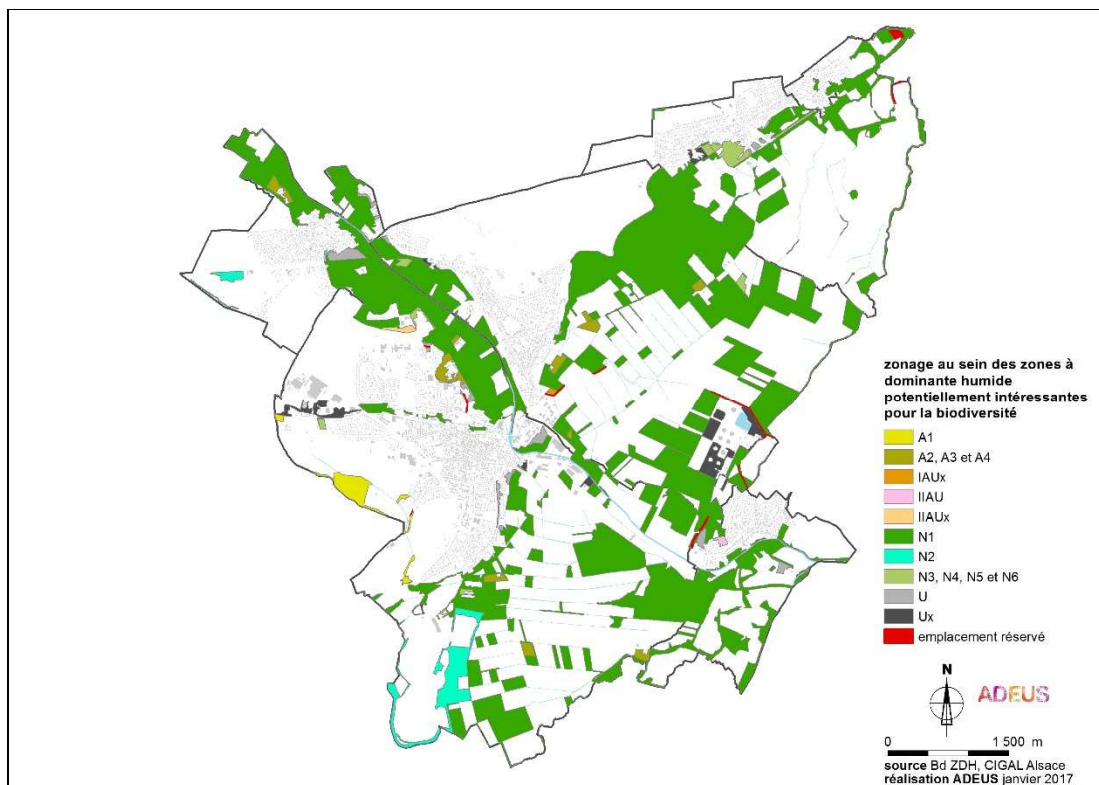 zonage au sein des zones à
dominante humide
potentiellement intéressantes
pour la biodiversité
A1
A2, A3 et A4
IAUx
IIAU
IIAUx
N1
N2
N3, N4, N5 et N6
U
Ux
emplacement réservé
N
ADEUS
0 1 500 m
source Bd ZDH, CIGAL Alsace
réalisation ADEUS janvier 2017